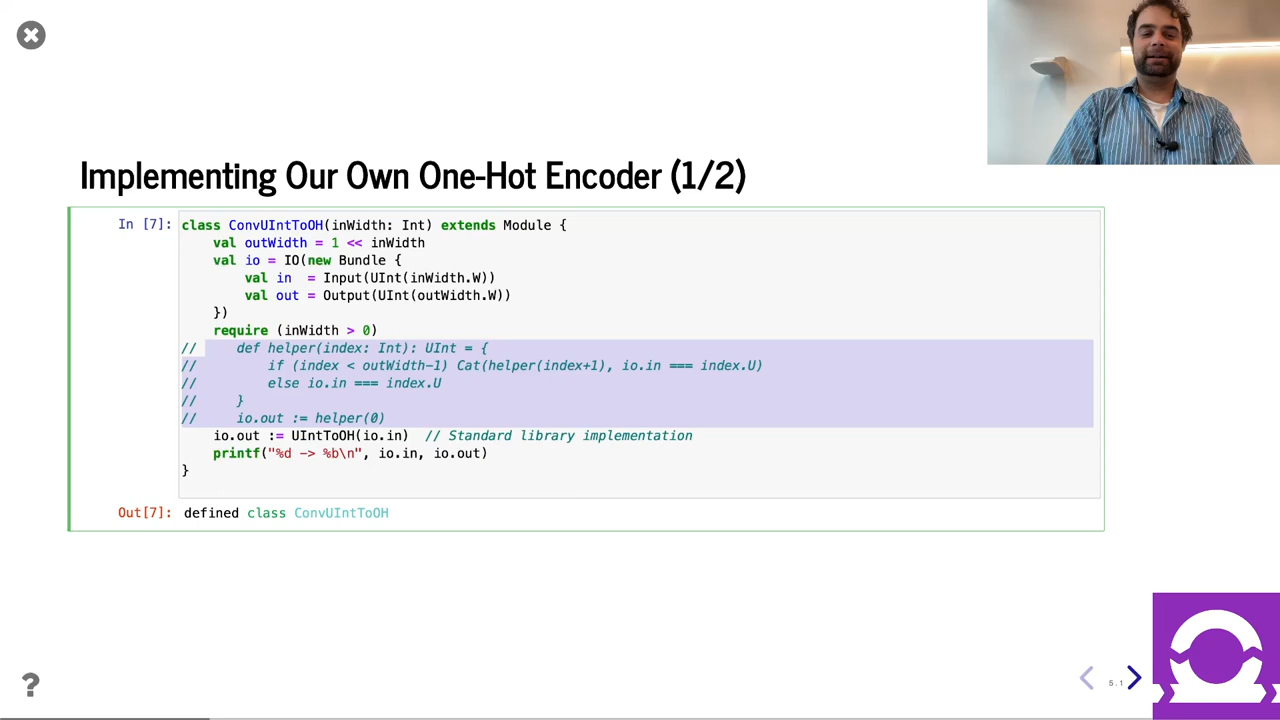 Implementing Our Own One-Hot Encoder (1/2)
In [7]:
class ConvUIntToOH(inWidth: Int) extends Module {
    val outWidth = 1 << inWidth
    val io = IO(new Bundle {
        val in  = Input(UInt(inWidth.W))
        val out = Output(UInt(outWidth.W))
    })
    require (inWidth > 0)
//     def helper(index: Int): UInt = {
//         if (index < outWidth-1) Cat(helper(index+1), io.in === index.U)
//         else io.in === index.U
//     }
//     io.out := helper(0)
    io.out := UIntToOH(io.in)  // Standard library implementation
    printf("%d -> %b\n", io.in, io.out)
}
Out[7]: defined class ConvUIntToOH
?
5.1